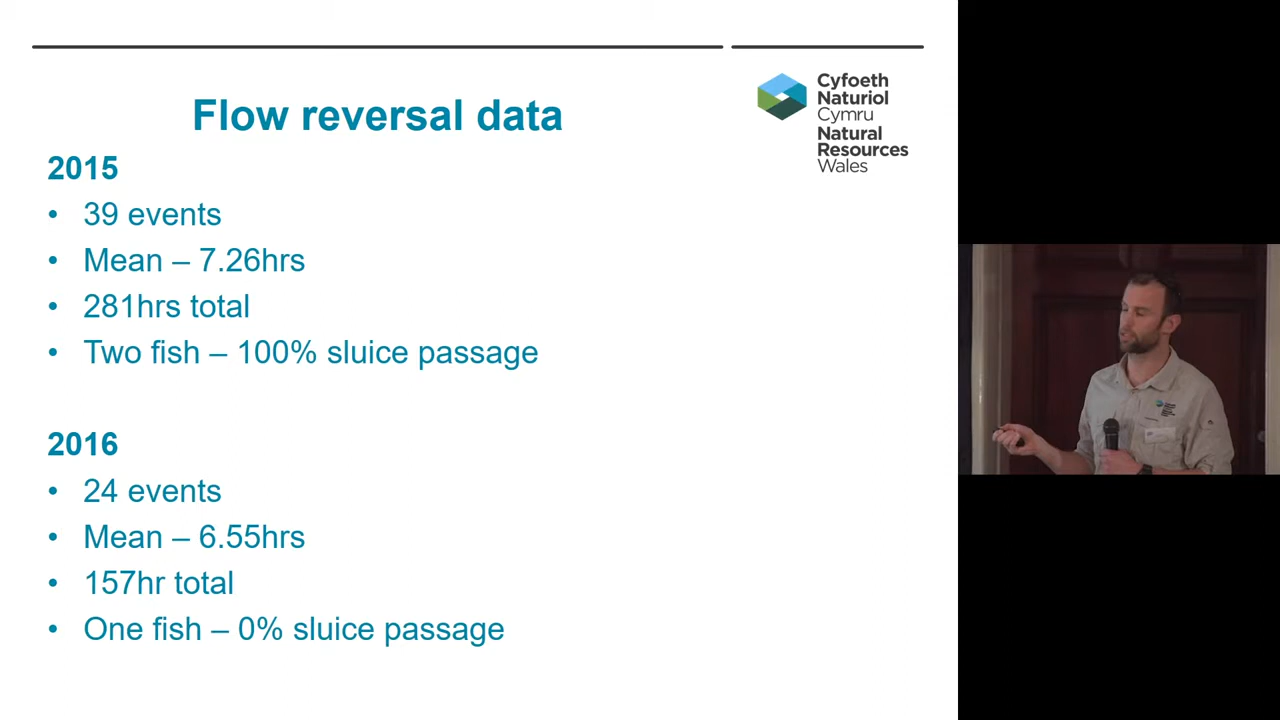 Flow reversal data
Cyfoeth
Naturiol
Cymru
Natural
Resources
Wales
2015
• 39 events
• Mean – 7.26hrs
• 281hrs total
• Two fish – 100% sluice passage
2016
• 24 events
• Mean – 6.55hrs
• 157hr total
• One fish – 0% sluice passage